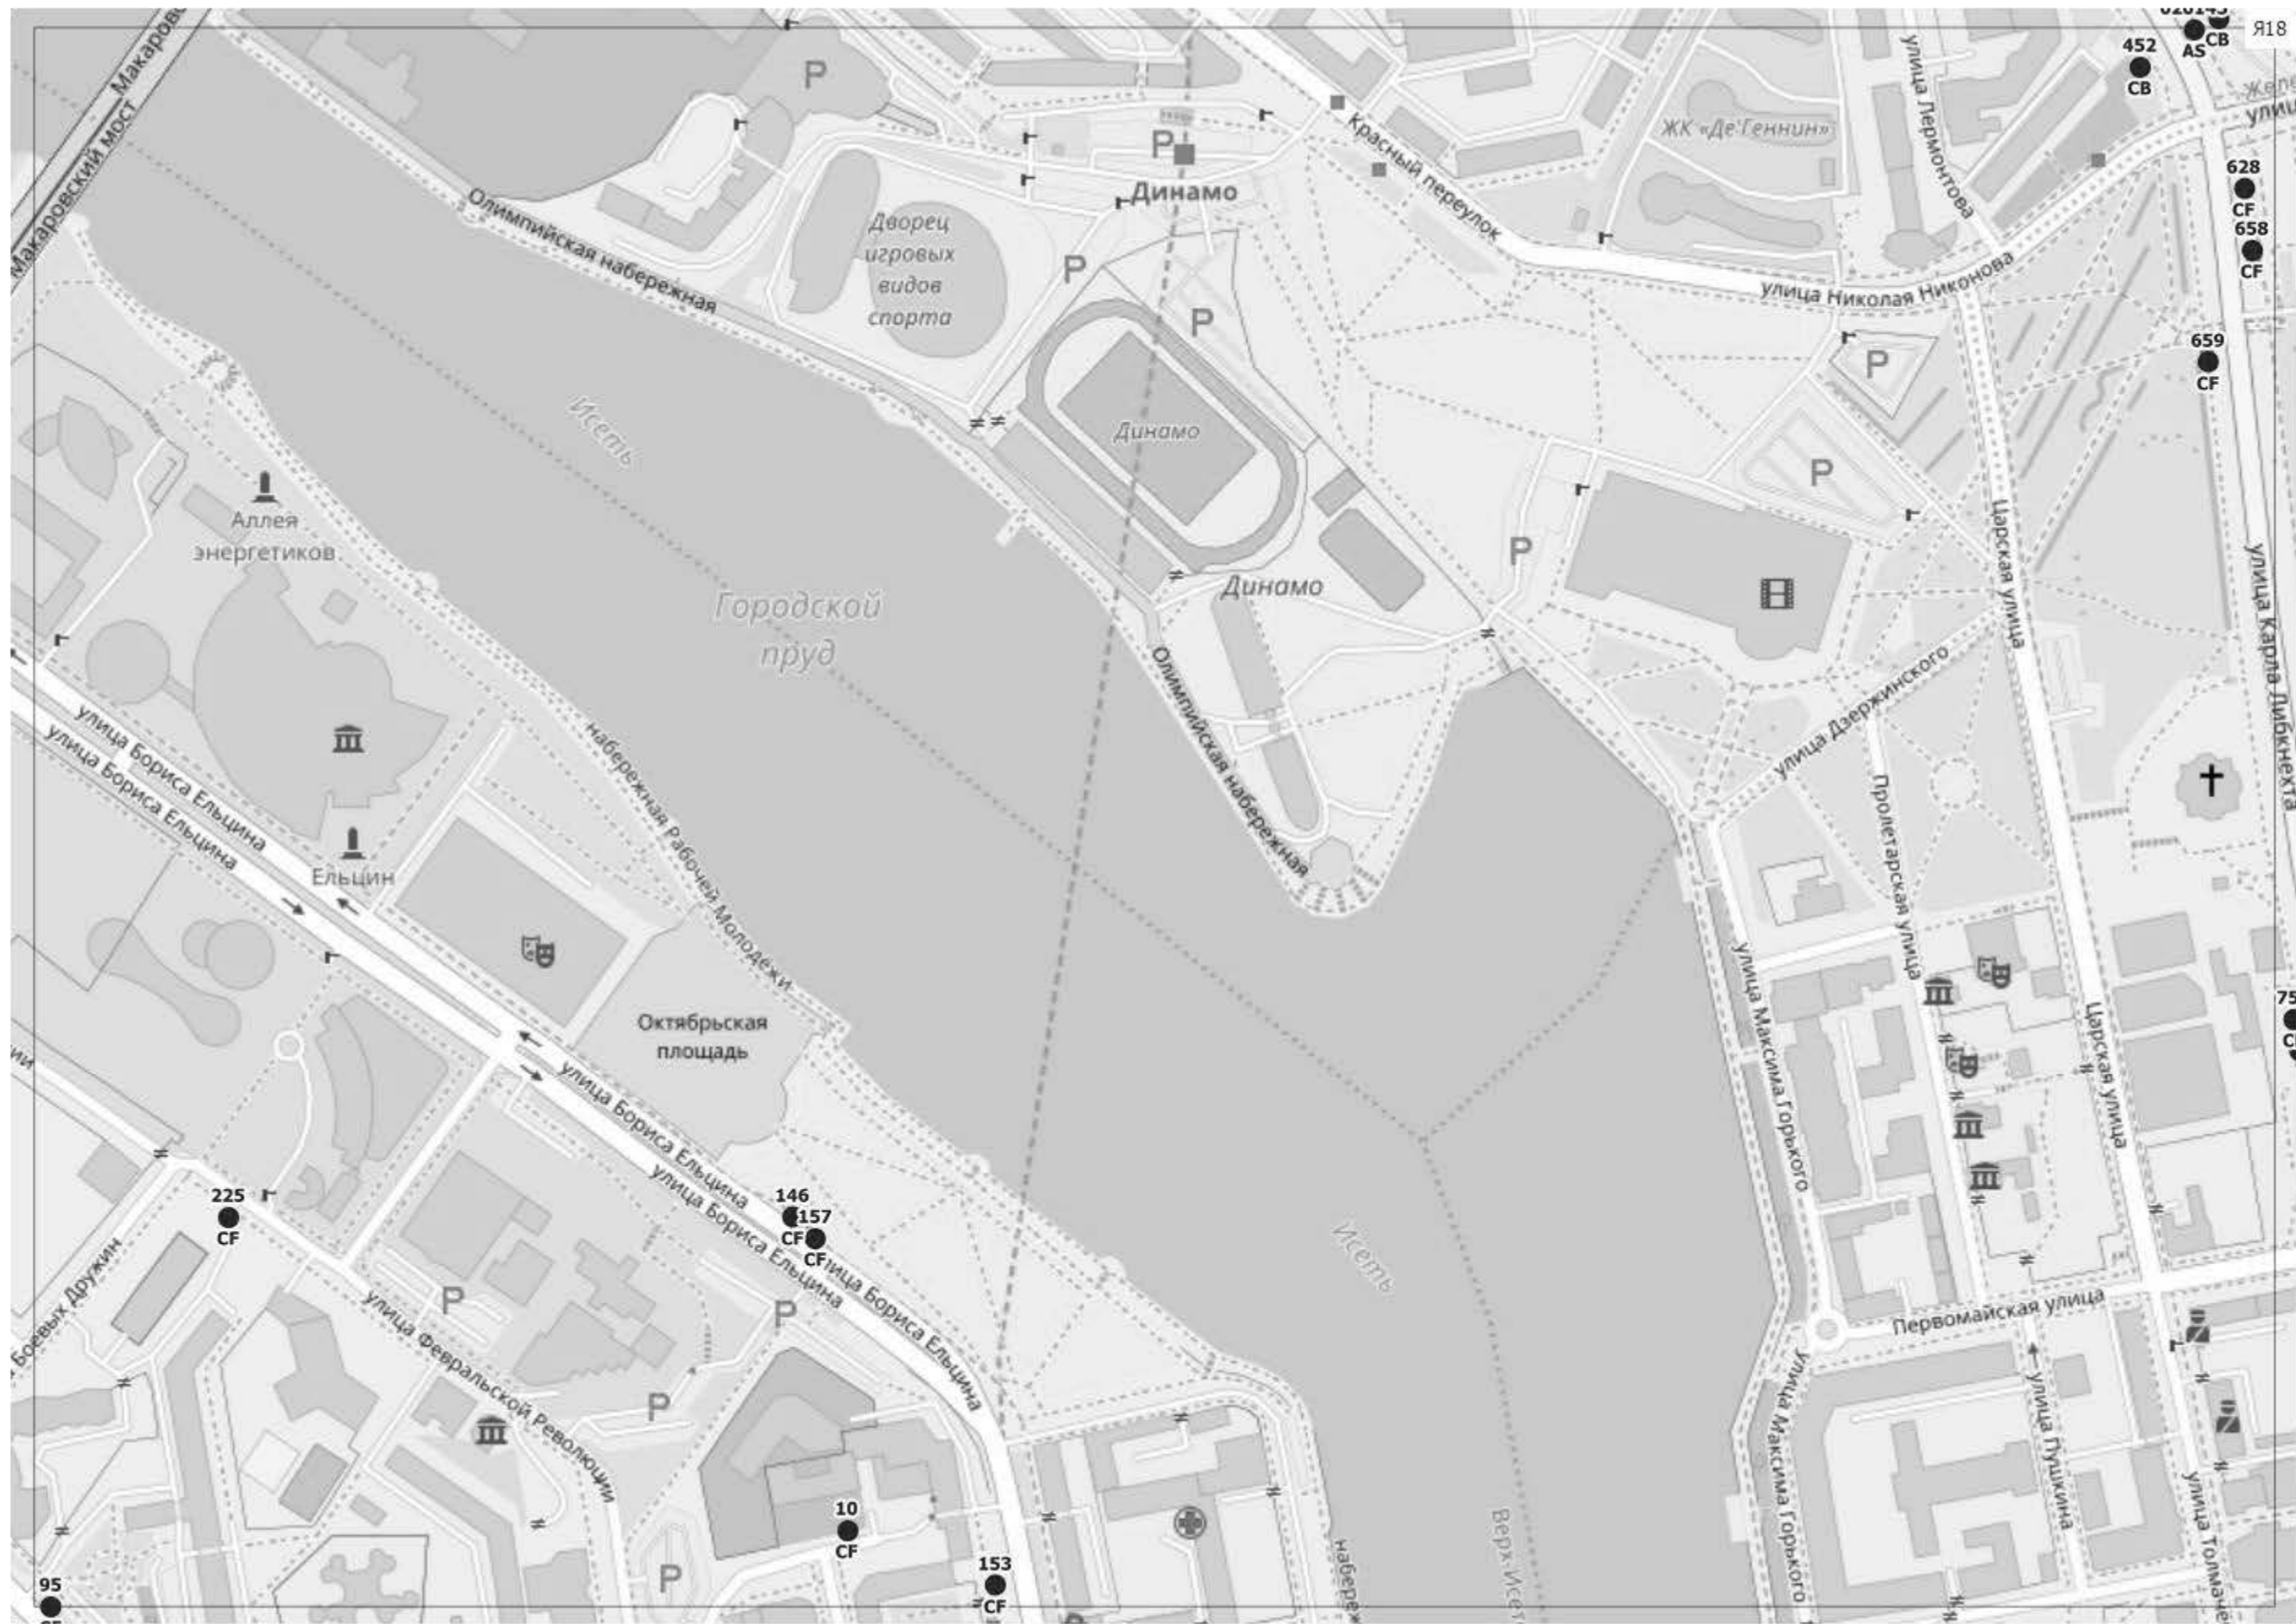 Я18
Макаровский мост
452
CB
AS
CB
улица Лермонтова
ЖК «Де'Геннин»
P
Красный переулок
P
Динамо
628
CF
658
CF
Олимпийская набережная
Дворец
игровых
видов
спорта
P
P
улица Николая Никонова
659
CF
P
Исеть
Динамо
P
Аллея
энергетиков
P
Царская улица
улица Карла Либкнехта
Городской
пруд
Динамо
Олимпийская набережная
улица Дзержинского
улица Бориса Ельцина
улица Бориса Ельцина
набережная Рабочей Молодёжи
Пролетарская улица
Ельцин
Октябрьская
площадь
улица Максима Горького
Царская улица
улица Бориса Ельцина
улица Бориса Ельцина
225
CF
146
CF
157
CF
Исеть
Боевых Дружин
P
P
улица Февральской Революции
Первомайская улица
P
улица Максима Горького
улица Пушкина
10
CF
153
CF
P
95